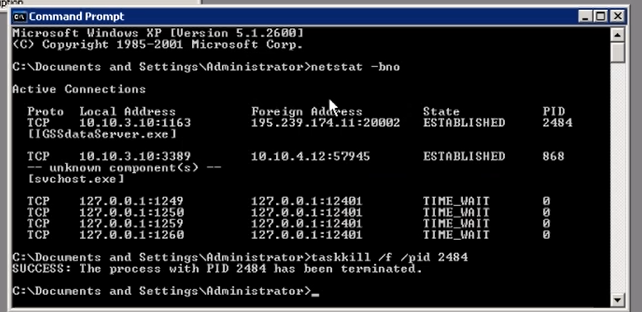 ption
Command Prompt
Microsoft Windows XP [Version 5.1.2600]
(C) Copyright 1985-2001 Microsoft Corp.
C:\Documents and Settings\Administrator>netstat -bno
Active Connections
Proto Local Address Foreign Address State PID
TCP 10.10.3.10:1163 195.239.174.11:20002 ESTABLISHED 2484
[IGSSdataServer.exe]
TCP 10.10.3.10:3389 10.10.4.12:57945 ESTABLISHED 868
-- unknown component(s) --
[svchost.exe]
TCP 127.0.0.1:1249 127.0.0.1:12401 TIME_WAIT 0
TCP 127.0.0.1:1250 127.0.0.1:12401 TIME_WAIT 0
TCP 127.0.0.1:1259 127.0.0.1:12401 TIME_WAIT 0
TCP 127.0.0.1:1260 127.0.0.1:12401 TIME_WAIT 0
C:\Documents and Settings\Administrator>taskkill /f /pid 2484
SUCCESS: The process with PID 2484 has been terminated.
C:\Documents and Settings\Administrator>_